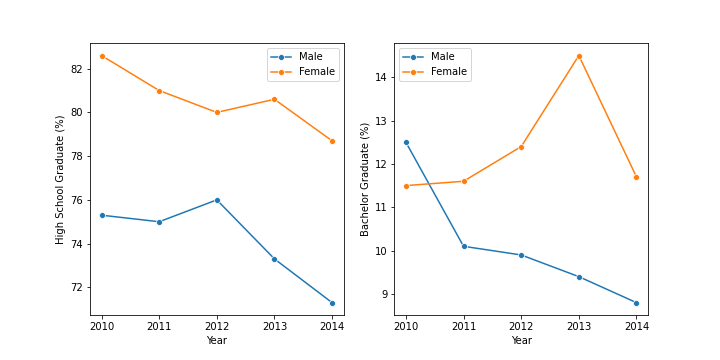 82
80
78
76
74
72
High School Graduate (%)
Male
Female
2010 2011 2012 2013 2014
Year
14
13
12
11
10
9
Bachelor Graduate (%)
Male
Female
2010 2011 2012 2013 2014
Year